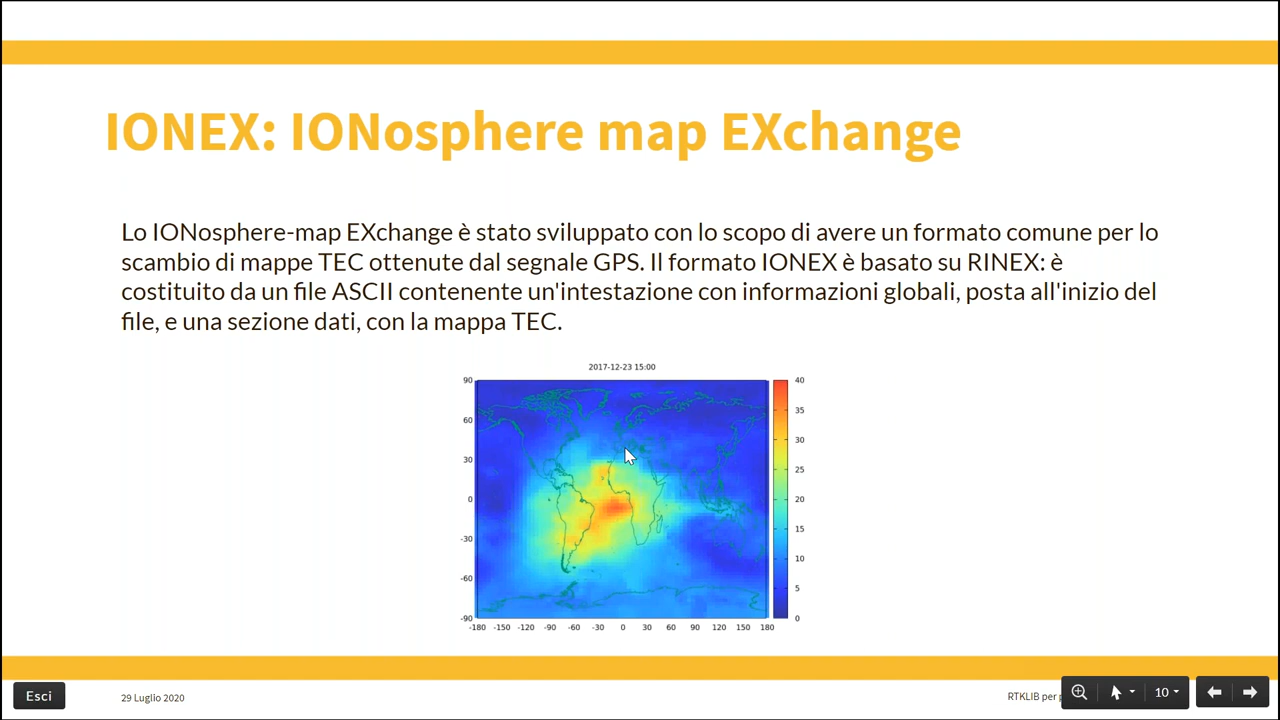 IONEX: IONosphere map EXchange
Lo IONosphere-map EXchange è stato sviluppato con lo scopo di avere un formato comune per lo
scambio di mappe TEC ottenute dal segnale GPS. Il formato IONEX è basato su RINEX: è
costituito da un file ASCII contenente un'intestazione con informazioni globali, posta all'inizio del
file, e una sezione dati, con la mappa TEC.
2017-12-23 15:00
90
60
30
0
-30
-60
-90
-180 -150 -120 -90 -60 -30 0 30 60 90 120 150 180
40
35
30
25
20
15
10
5
0
Esci
29 Luglio 2020
RTKLIB per
10